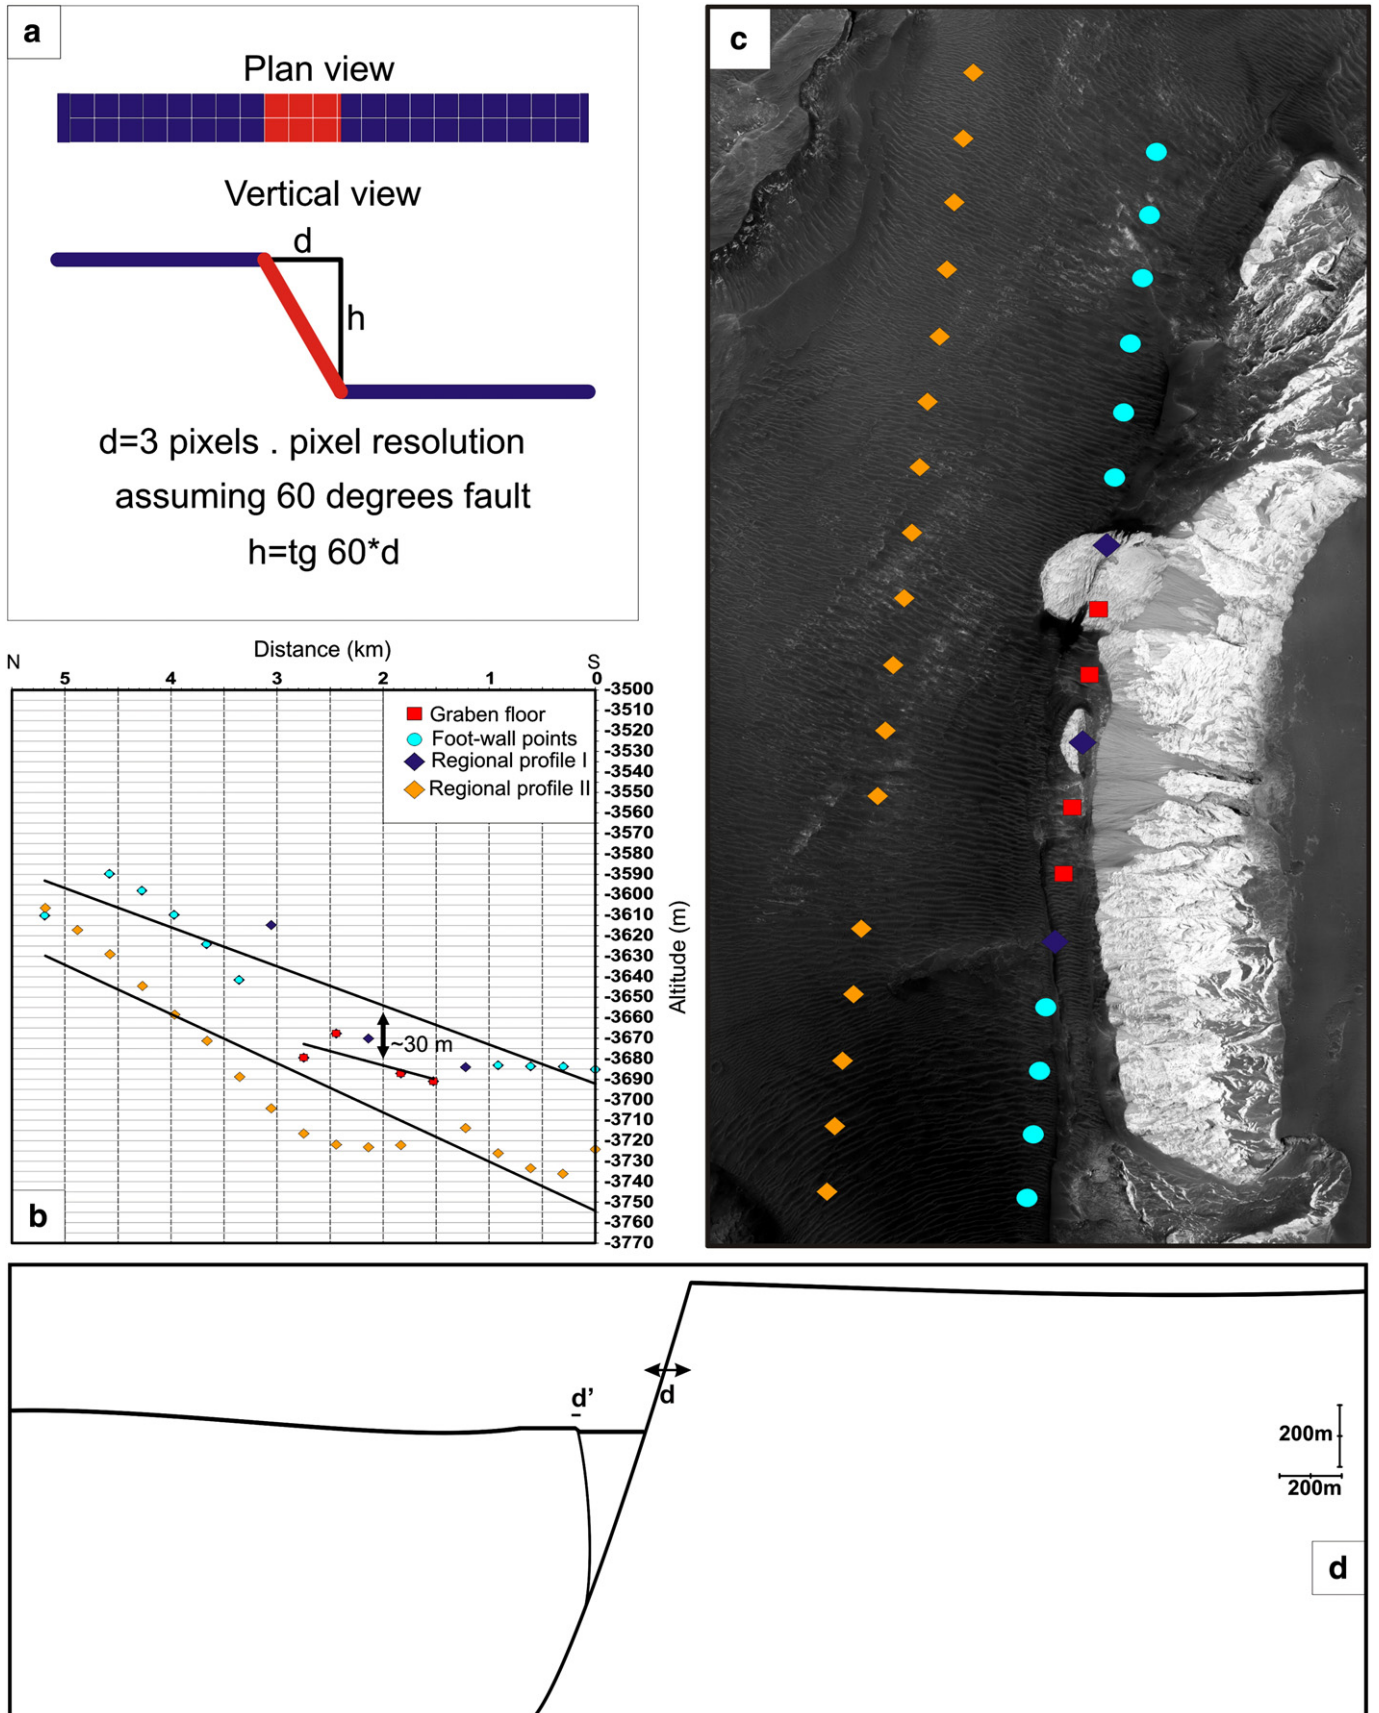 a
Plan view
Vertical view
d
h
d=3 pixels . pixel resolution
assuming 60 degrees fault
h=tg 60*d
Distance (km)
N
S
5 4 3 2 1 0
Graben floor
Foot-wall points
Regional profile I
Regional profile II
-3500
-3510
-3520
-3530
-3540
-3550
-3560
-3570
-3580
-3590
-3600
-3610
-3620
-3630
-3640
-3650
-3660
-3670
-3680
-3690
-3700
-3710
-3720
-3730
-3740
-3750
-3760
-3770
Altitude (m)
~30 m
b
c
d'
d
200m
200m
d